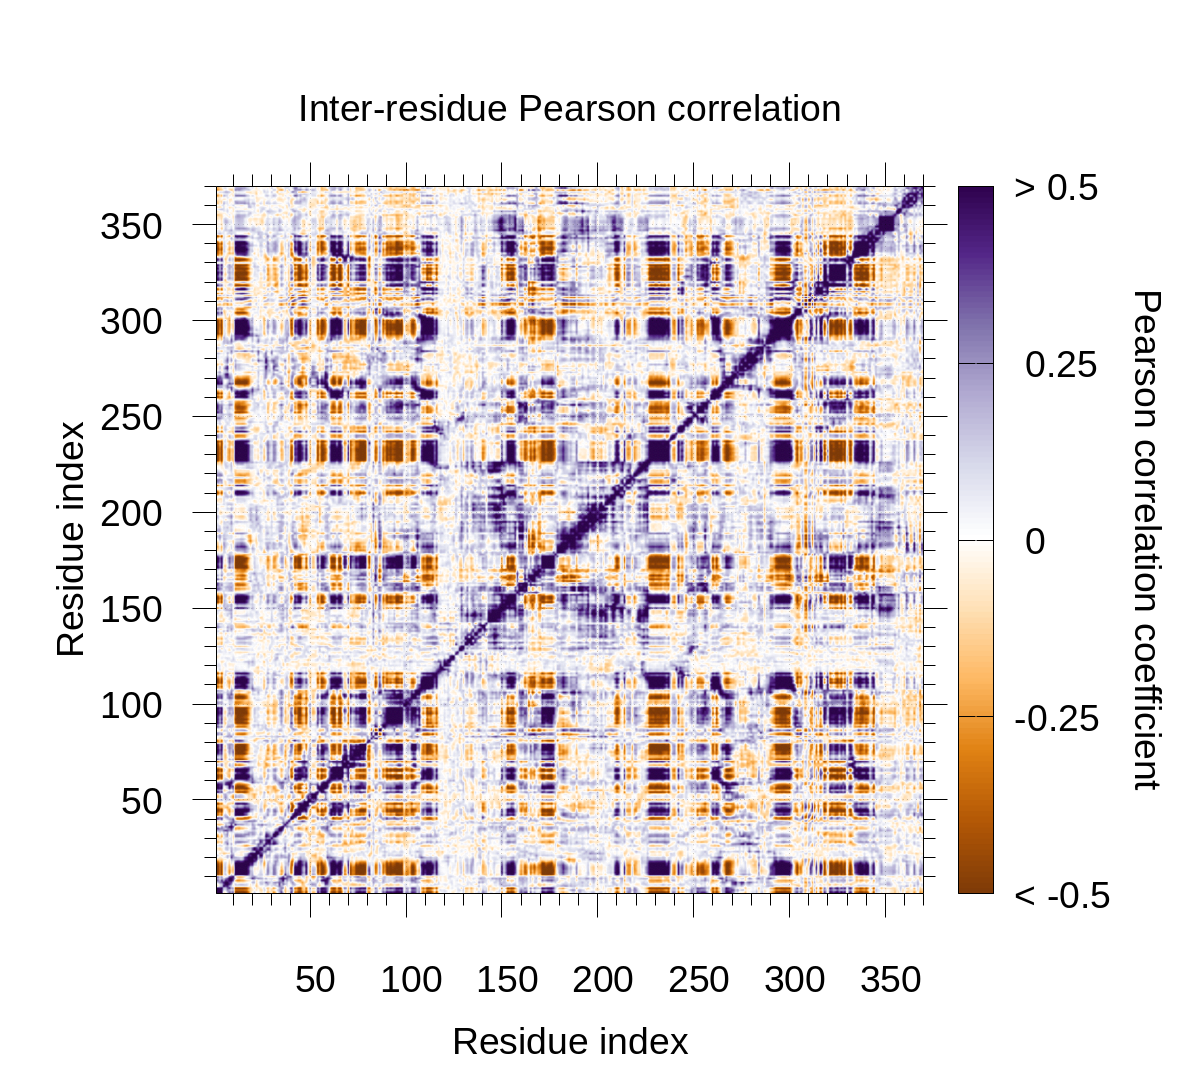 Inter-residue Pearson correlation
350
300
250
200
150
100
50
Residue index
50 100 150 200 250 300 350
Residue index
> 0.5
0.25
0
-0.25
< -0.5
Pearson correlation coefficient